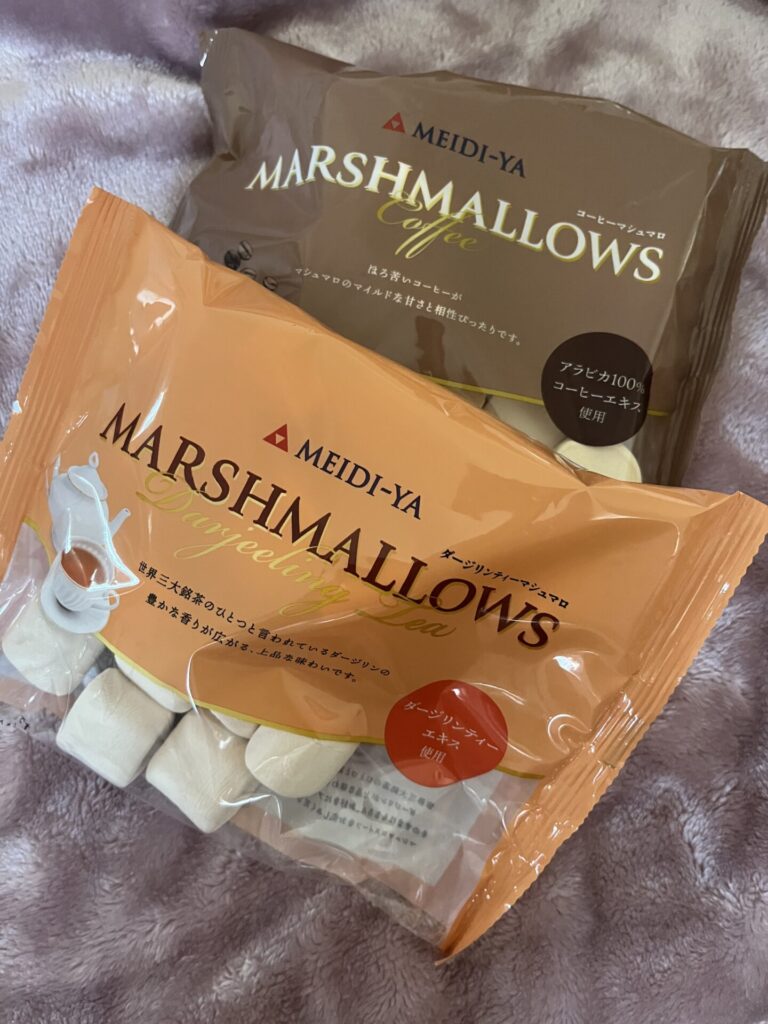 MEIDI-YA
MARSHMALLOWS
Coffee
コーヒーマシュマロ
ほろ苦いコーヒーが
マシュマロのマイルドな甘さと相性ぴったりです。
アラビカ100%
コーヒーエキス
使用
MEIDI-YA
MARSHMALLOWS
Darjeeling Tea
ダージリンティーマシュマロ
世界三大銘茶のひとつと言われているダージリンの
豊かな香りが広がる、上品な味わいです。
ダージリンティー
エキス
使用